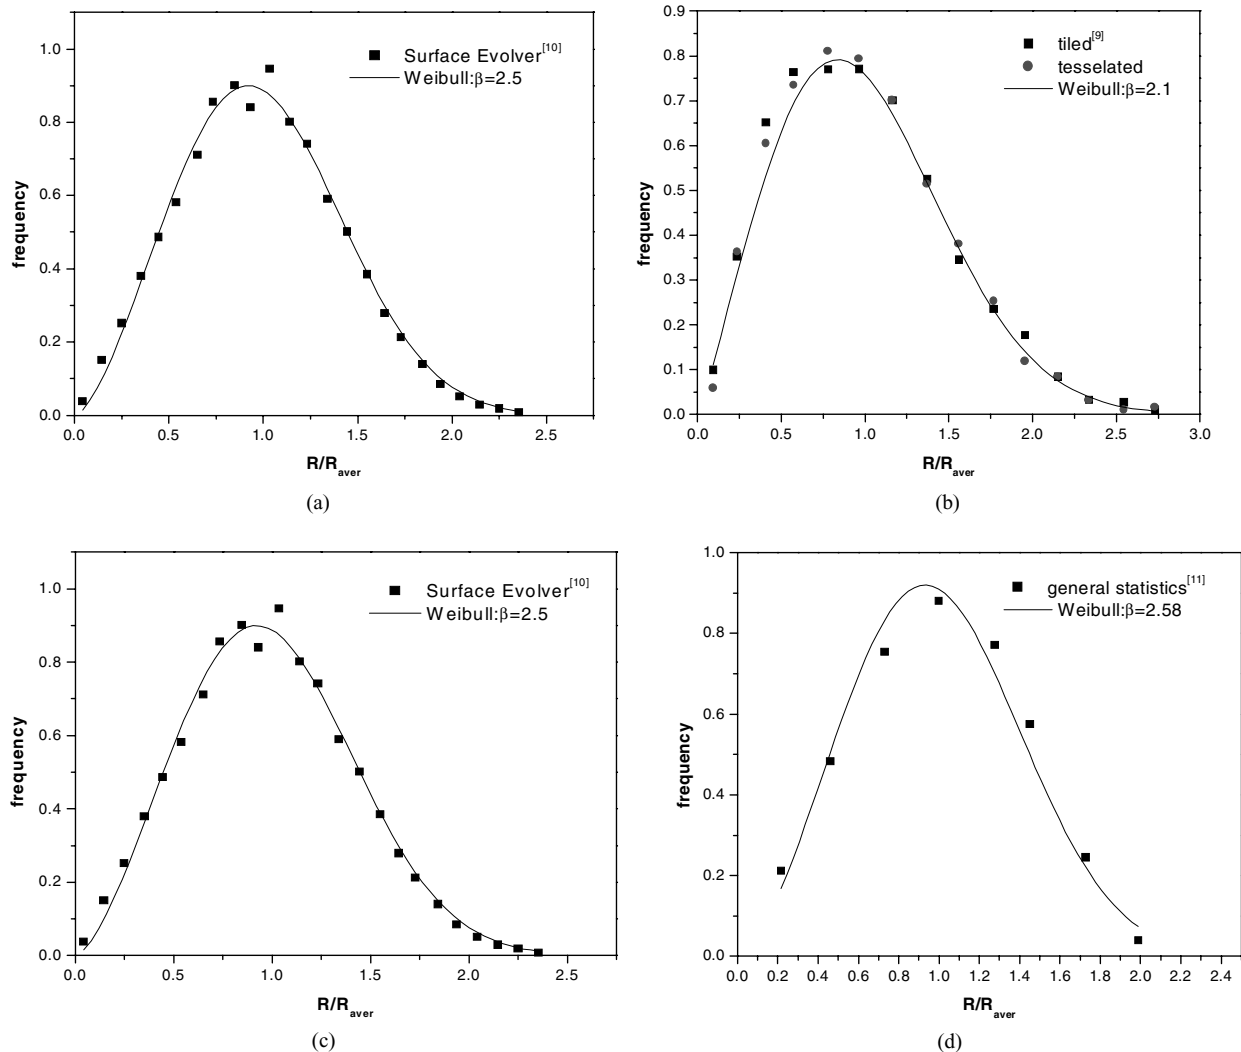 Surface Evolver[10]
Weibull:β=2.5
frequency
1.0
0.8
0.6
0.4
0.2
0.0
0.0 0.5 1.0 1.5 2.0 2.5
R/Raver
(a)
tiled[9]
tesselated
Weibull:β=2.1
frequency
0.9
0.8
0.7
0.6
0.5
0.4
0.3
0.2
0.1
0.0
0.0 0.5 1.0 1.5 2.0 2.5 3.0
R/Raver
(b)
Surface Evolver[10]
Weibull:β=2.5
frequency
1.0
0.8
0.6
0.4
0.2
0.0
0.0 0.5 1.0 1.5 2.0 2.5
R/Raver
(c)
general statistics[11]
Weibull:β=2.58
frequency
1.0
0.8
0.6
0.4
0.2
0.0
0.0 0.2 0.4 0.6 0.8 1.0 1.2 1.4 1.6 1.8 2.0 2.2 2.4
R/Raver
(d)